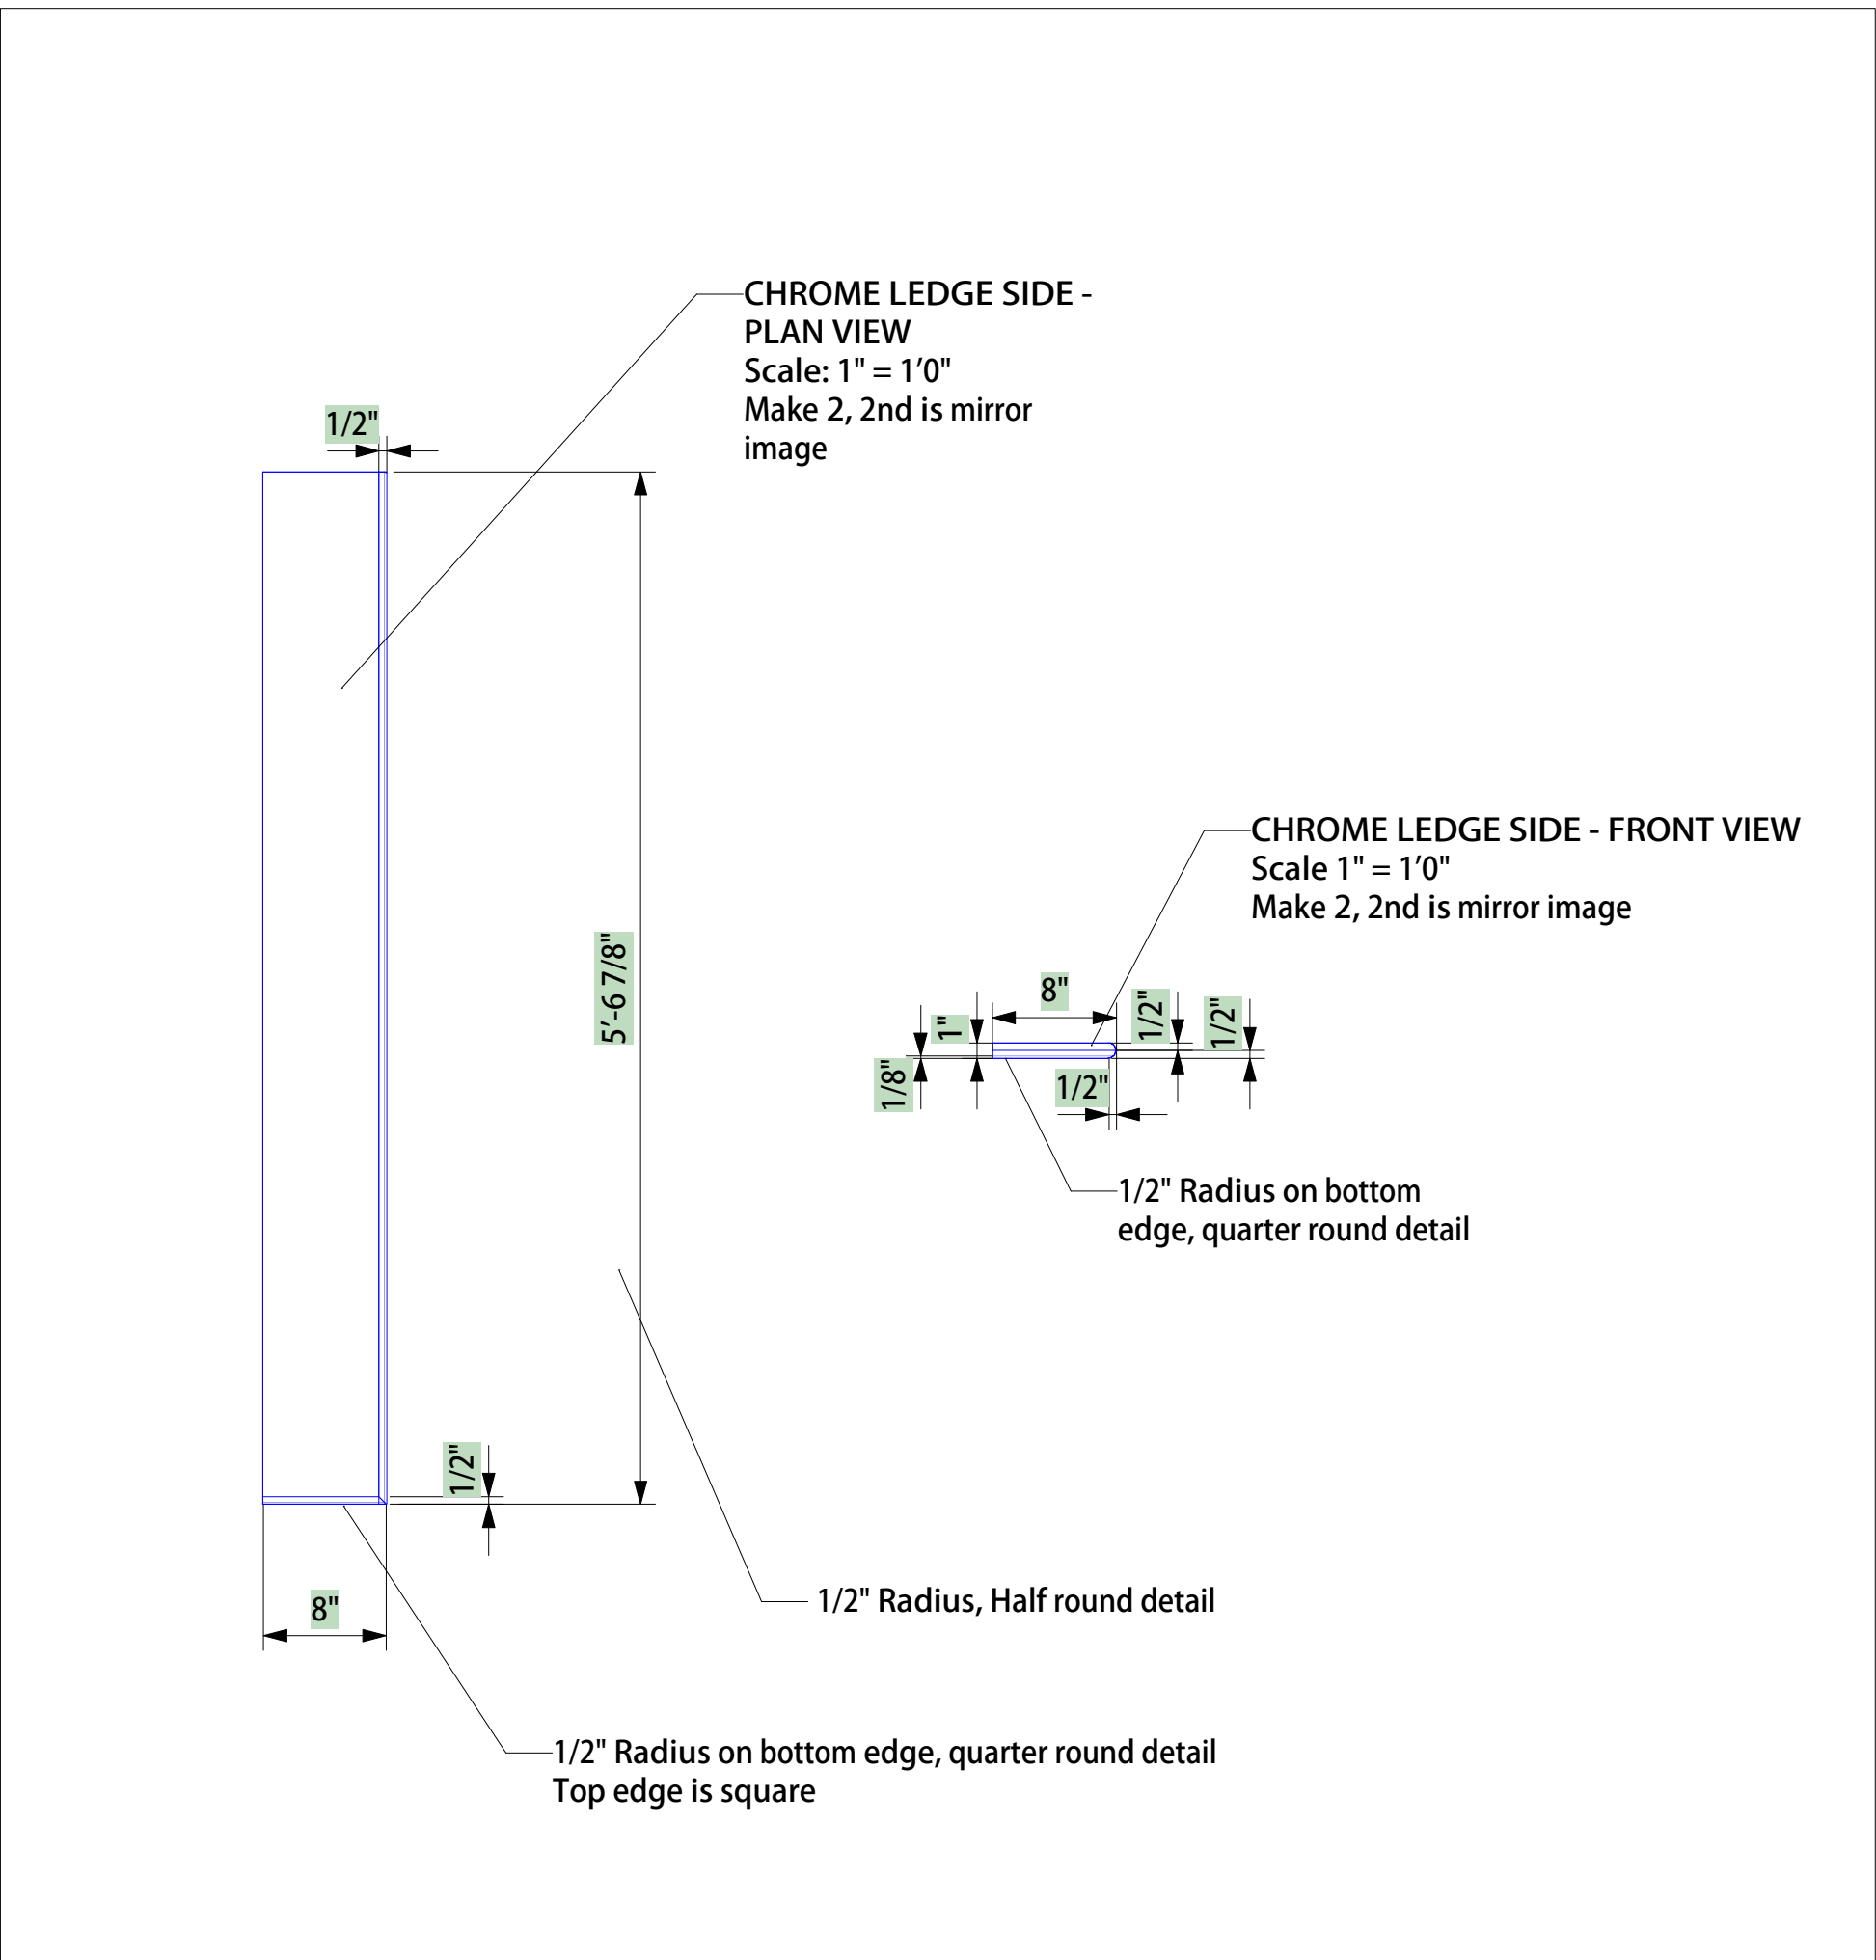 CHROME LEDGE SIDE -
PLAN VIEW
Scale: 1" = 1'0"
Make 2, 2nd is mirror
image
1/2"
CHROME LEDGE SIDE - FRONT VIEW
Scale 1" = 1'0"
Make 2, 2nd is mirror image
5'-6 7/8"
8"
1"
1/2"
1/2"
1/8"
1/2"
1/2" Radius on bottom
edge, quarter round detail
1/2"
8"
1/2" Radius, Half round detail
1/2" Radius on bottom edge, quarter round detail
Top edge is square